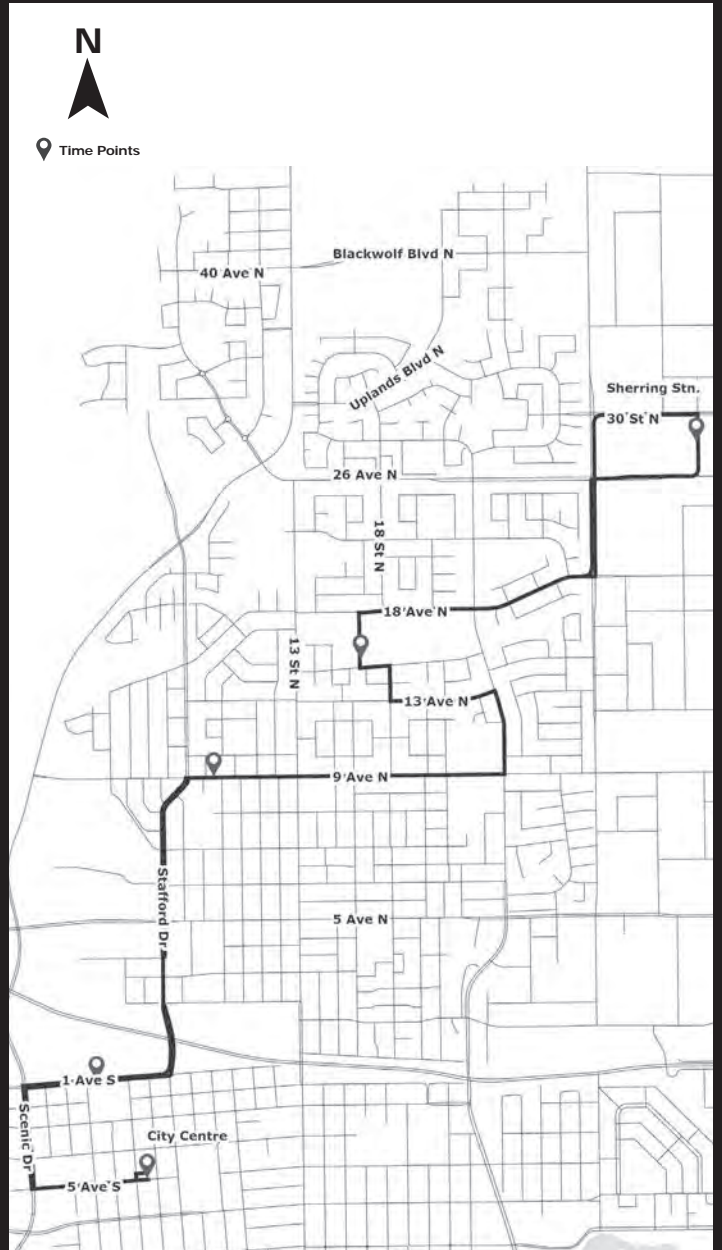 N
Time Points
Blackwolf Blvd N
40 Ave N
Uplands Blvd N
Sherring Stn.
30 St N
26 Ave N
18 St N
18 Ave N
13 St N
13 Ave N
9 Ave N
Stafford Dr
5 Ave N
1 Ave S
Scenic Dr
City Centre
5 Ave S